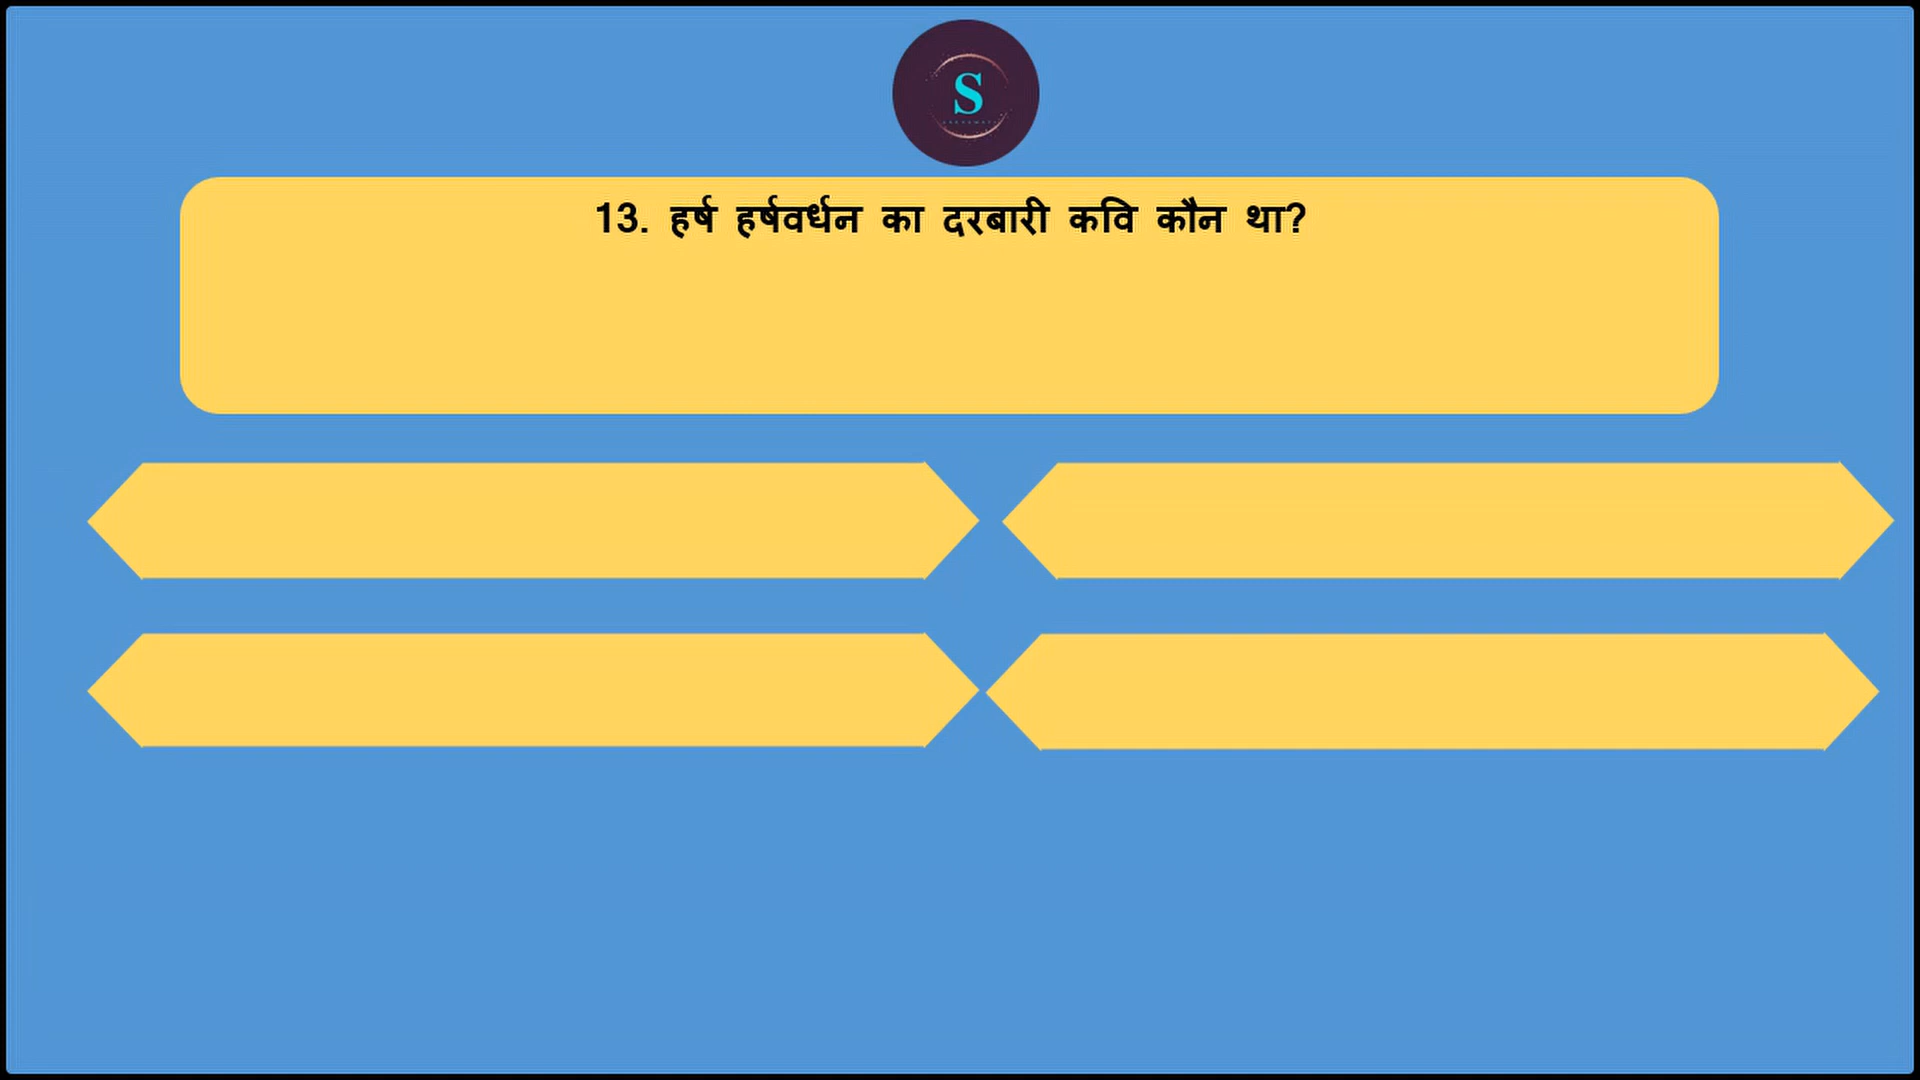 S
13. हर्ष हर्षवर्धन का दरबारी कवि कौन था?